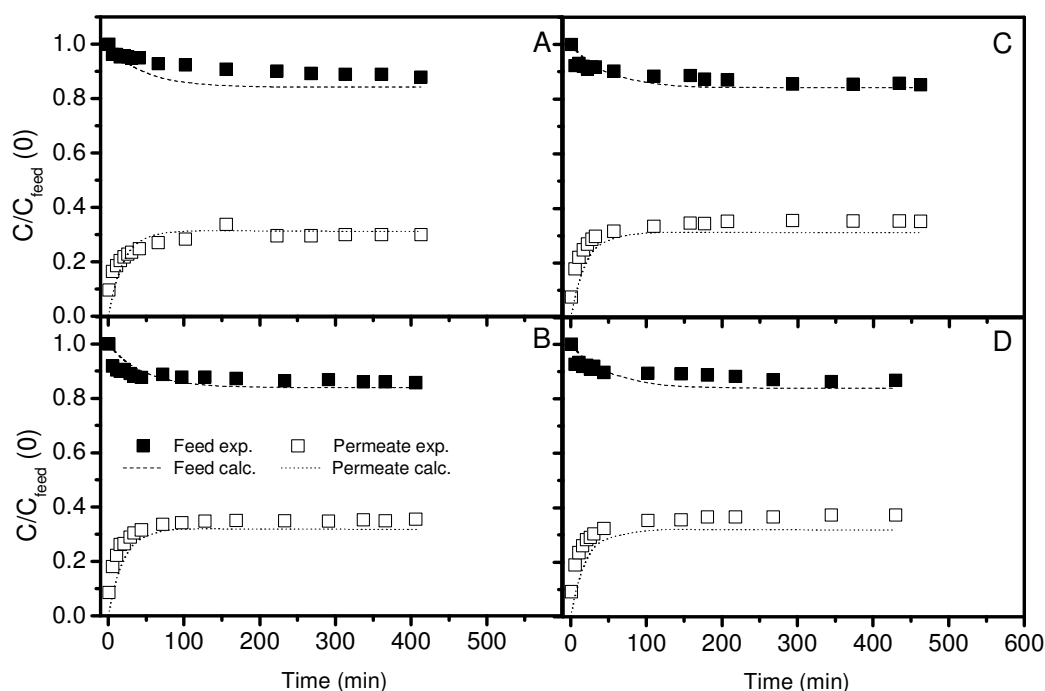 A
C
1.0
0.8
0.6
0.4
0.2
0.0
C/C_feed (0)
B
D
1.0
0.8
0.6
0.4
0.2
0.0
C/C_feed (0)
Feed exp.
Permeate exp.
Feed calc.
Permeate calc.
0 100 200 300 400 500
0 100 200 300 400 500 600
Time (min)
Time (min)